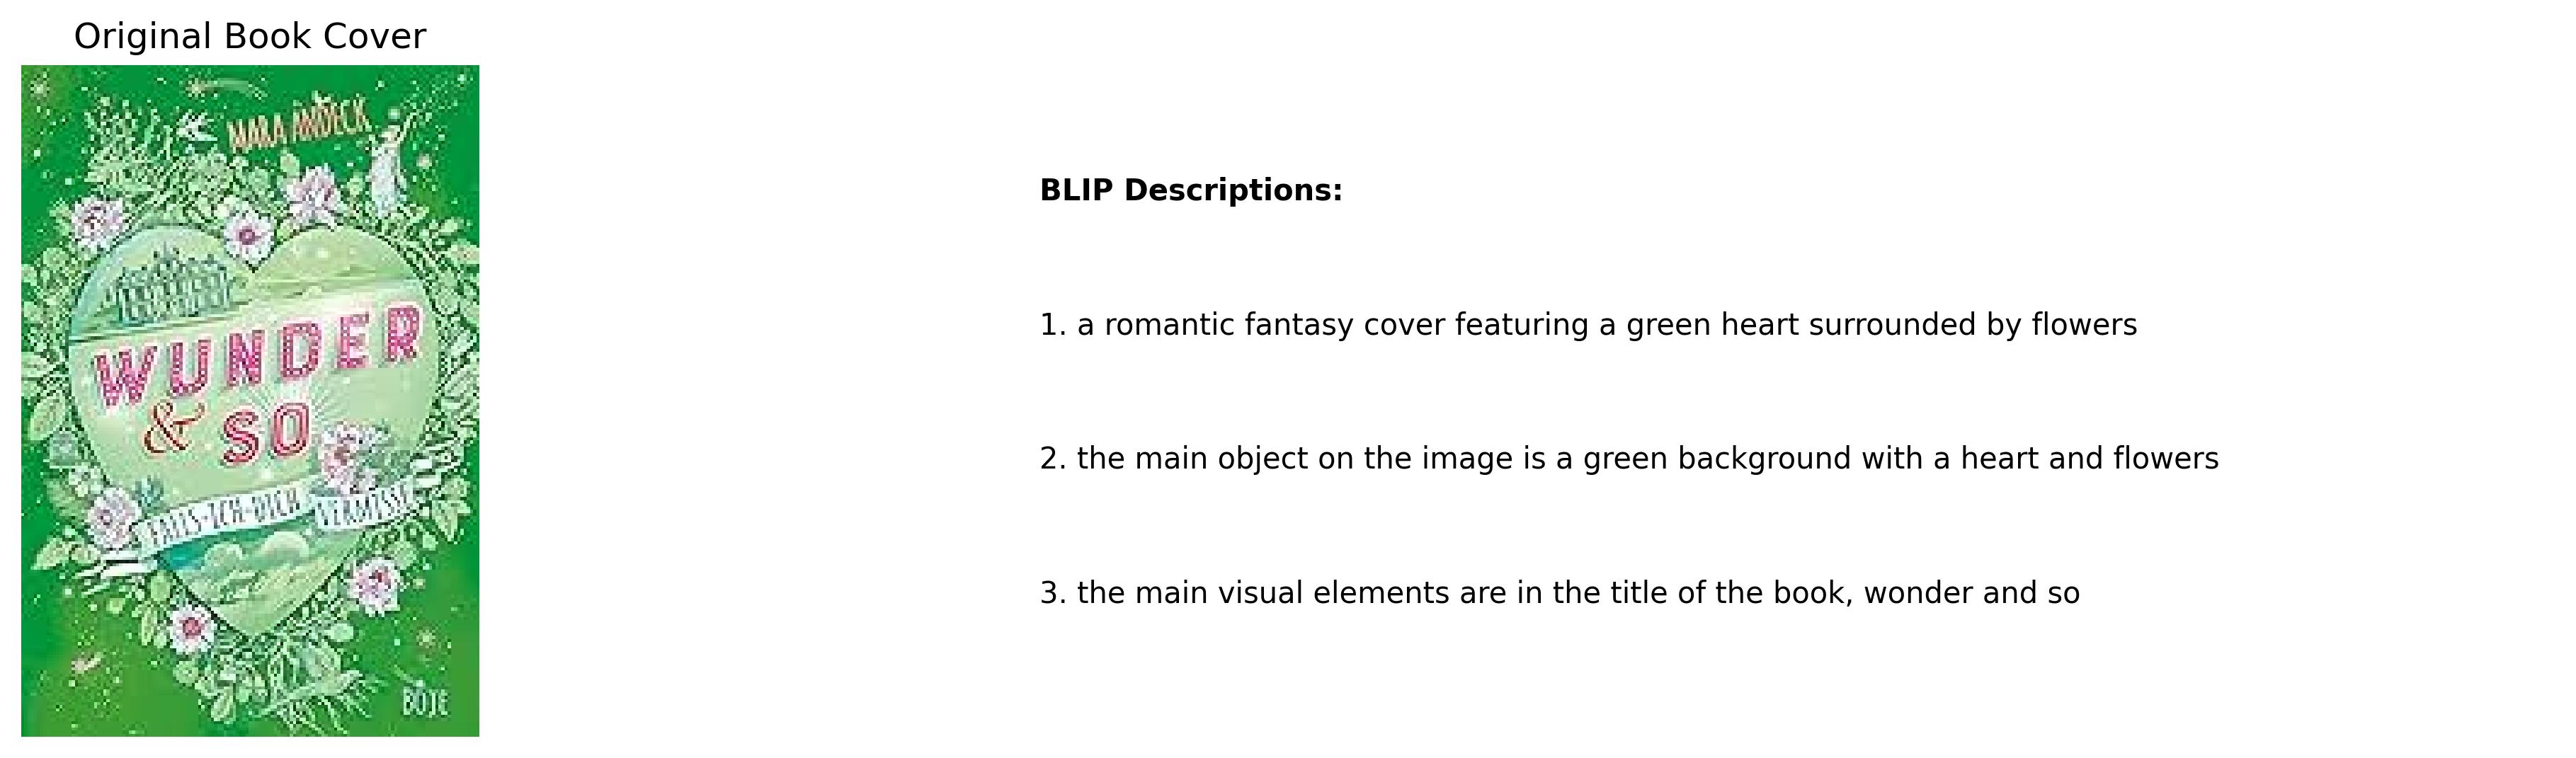 Original Book Cover
MARA ANDECK
WUNDER
& SO
FALLS-ICH-DICH VERMISSE
BOJE
BLIP Descriptions:
1. a romantic fantasy cover featuring a green heart surrounded by flowers
2. the main object on the image is a green background with a heart and flowers
3. the main visual elements are in the title of the book, wonder and so